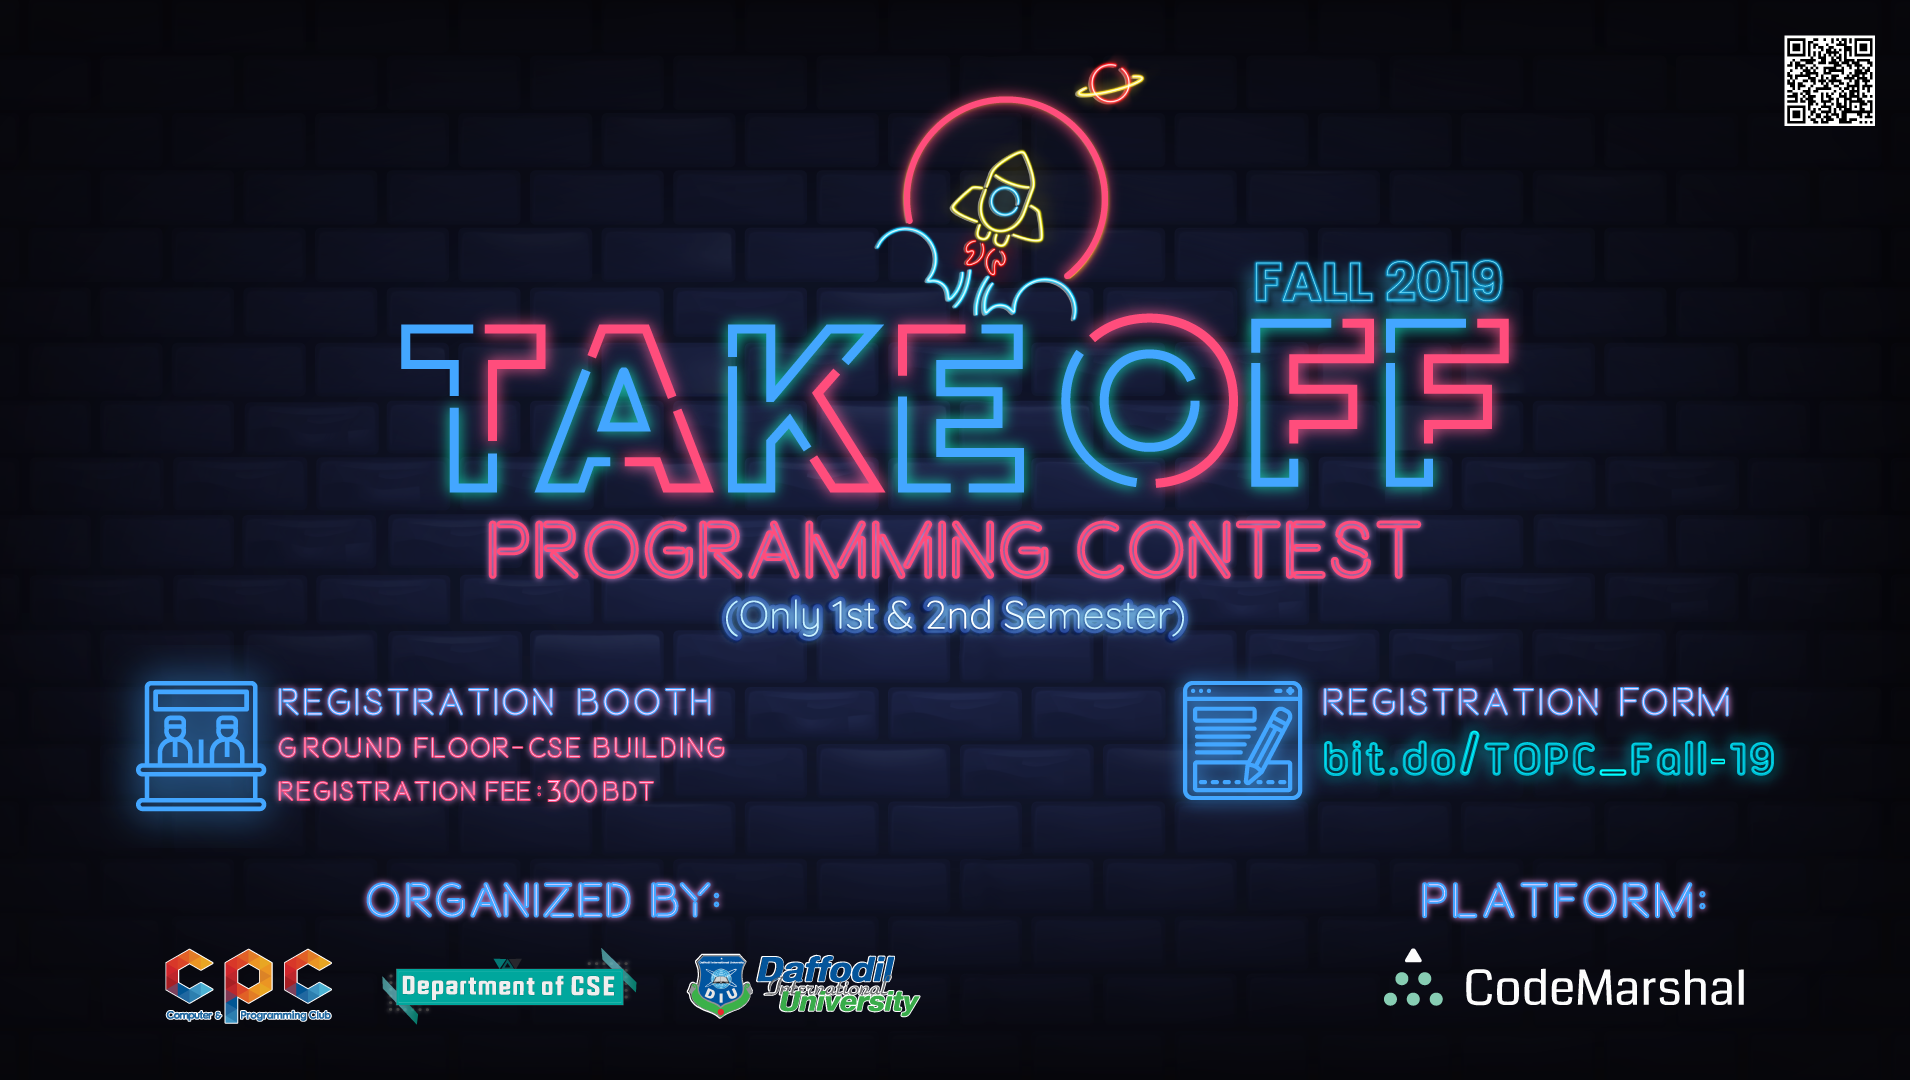 FALL 2019
TAKEOFF
PROGRAMMING CONTEST
(Only 1st & 2nd Semester)
REGISTRATION BOOTH
GROUND FLOOR-CSE BUILDING
REGISTRATION FEE: 300 BDT
REGISTRATION FORM
bit.do/TOPC_Fall-19
ORGANIZED BY:
cpc
Computer & Programming Club
Department of CSE
DIU
Daffodil
International
University
PLATFORM:
CodeMarshal